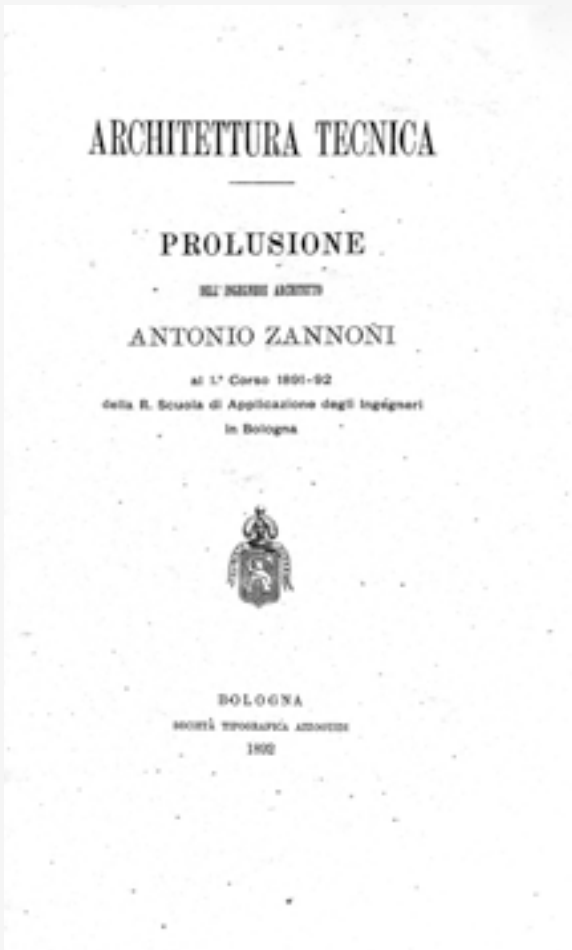 ARCHITETTURA TECNICA
PROLUSIONE
DELL' INGEGNERE ARCHITETTO
ANTONIO ZANNONI
al 1.º Corso 1891-92
della R. Scuola di Applicazione degli Ingegneri
in Bologna
BOLOGNA
SOCIETÀ TIPOGRAFICA AZZOGUIDI
1892